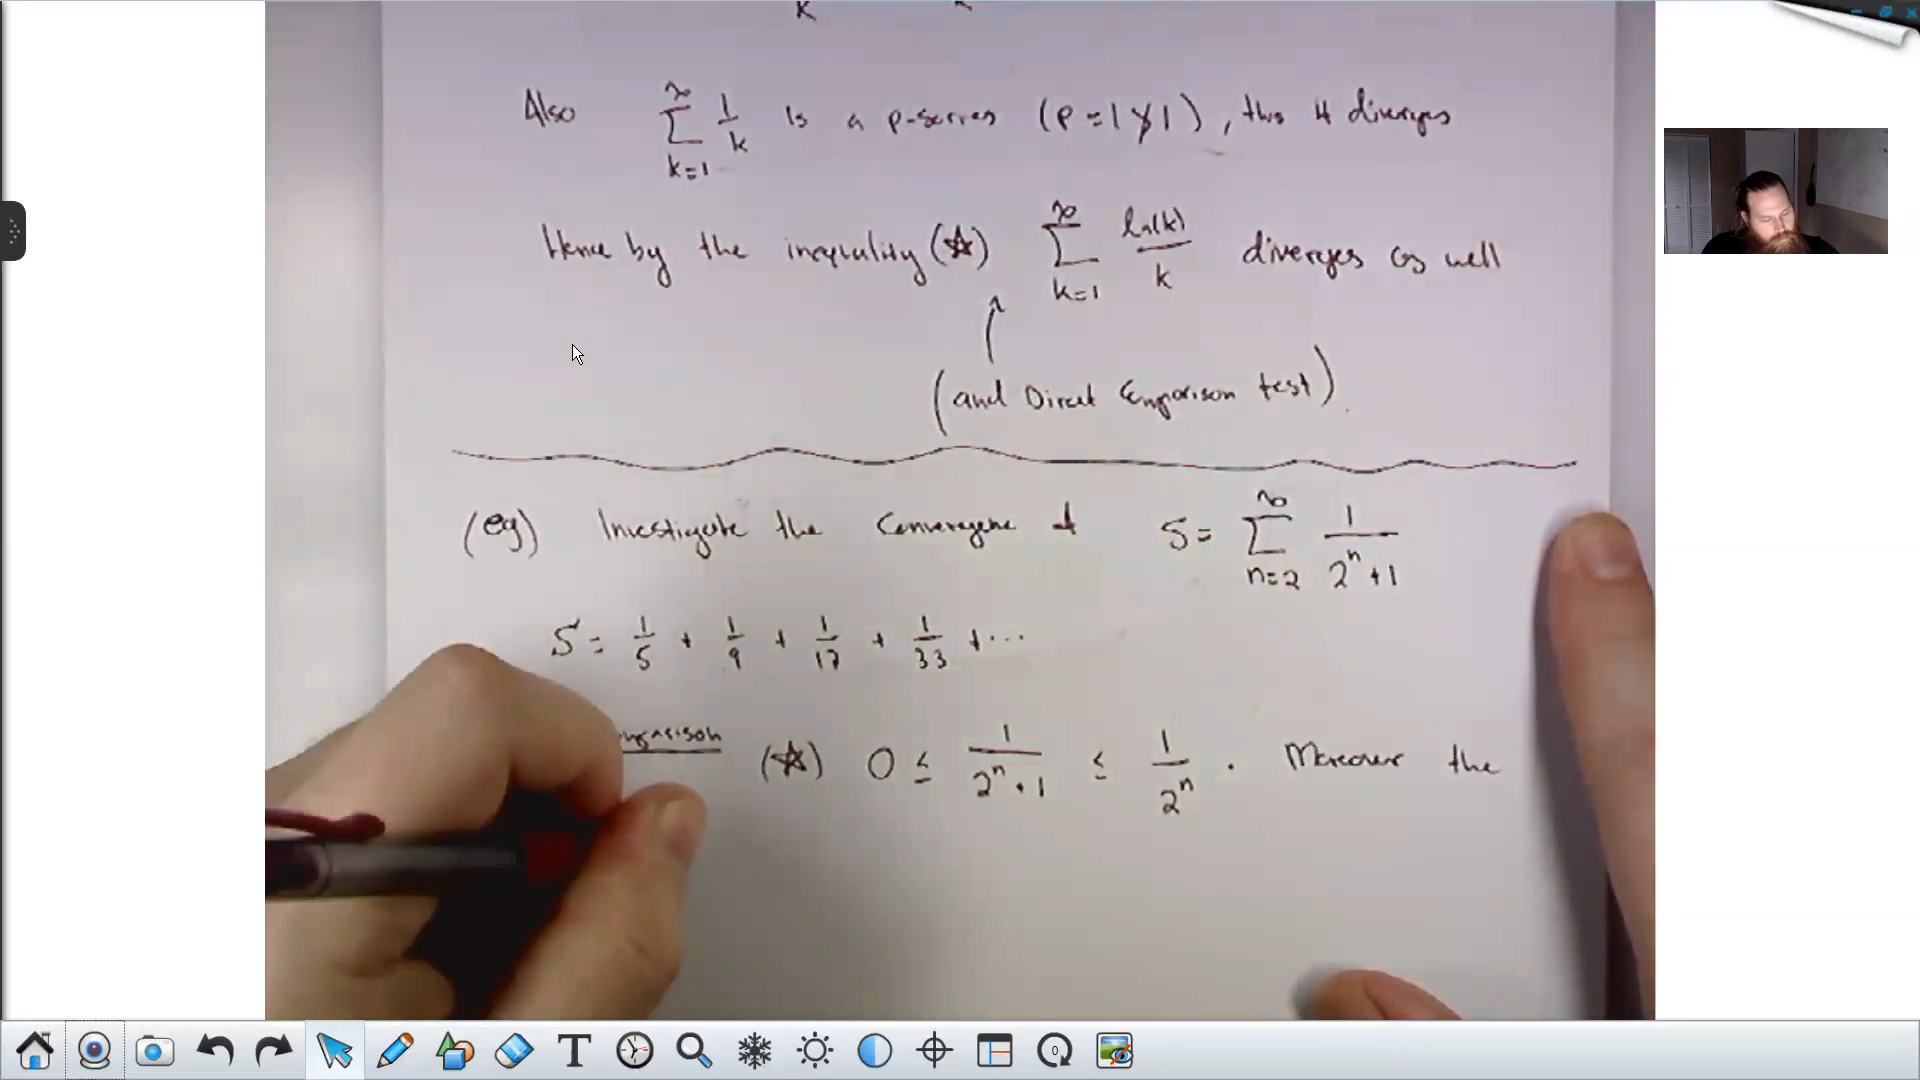 k k
Also ∑_{k=1}^{∞} 1/k is a p-series (p=1≯1), thus it diverges
Hence by the inequality (☆) ∑_{k=1}^{∞} ln(k)/k diverges as well
(and Direct Comparison test).
(eg) Investigate the Convergence of S = ∑_{n=2}^{∞} 1/(2^n+1)
S = 1/5 + 1/9 + 1/17 + 1/33 + ...
(☆) 0 ≤ 1/(2^n+1) ≤ 1/2^n . Moreover the
T 0